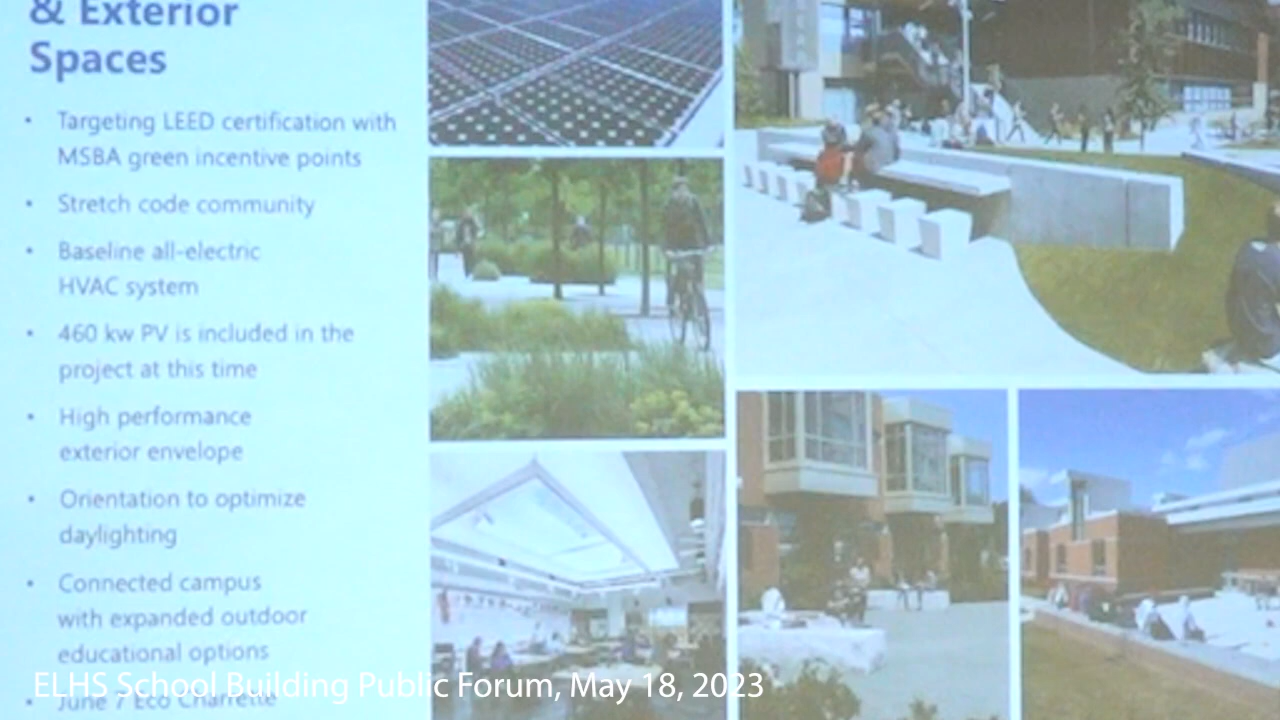 & Exterior
Spaces
• Targeting LEED certification with
MSBA green incentive points
• Stretch code community
• Baseline all-electric
HVAC system
• 460 kw PV is included in the
project at this time
• High performance
exterior envelope
• Orientation to optimize
daylighting
• Connected campus
with expanded outdoor
educational options
• June 7 Eco Charrette
ELHS School Building Public Forum, May 18, 2023